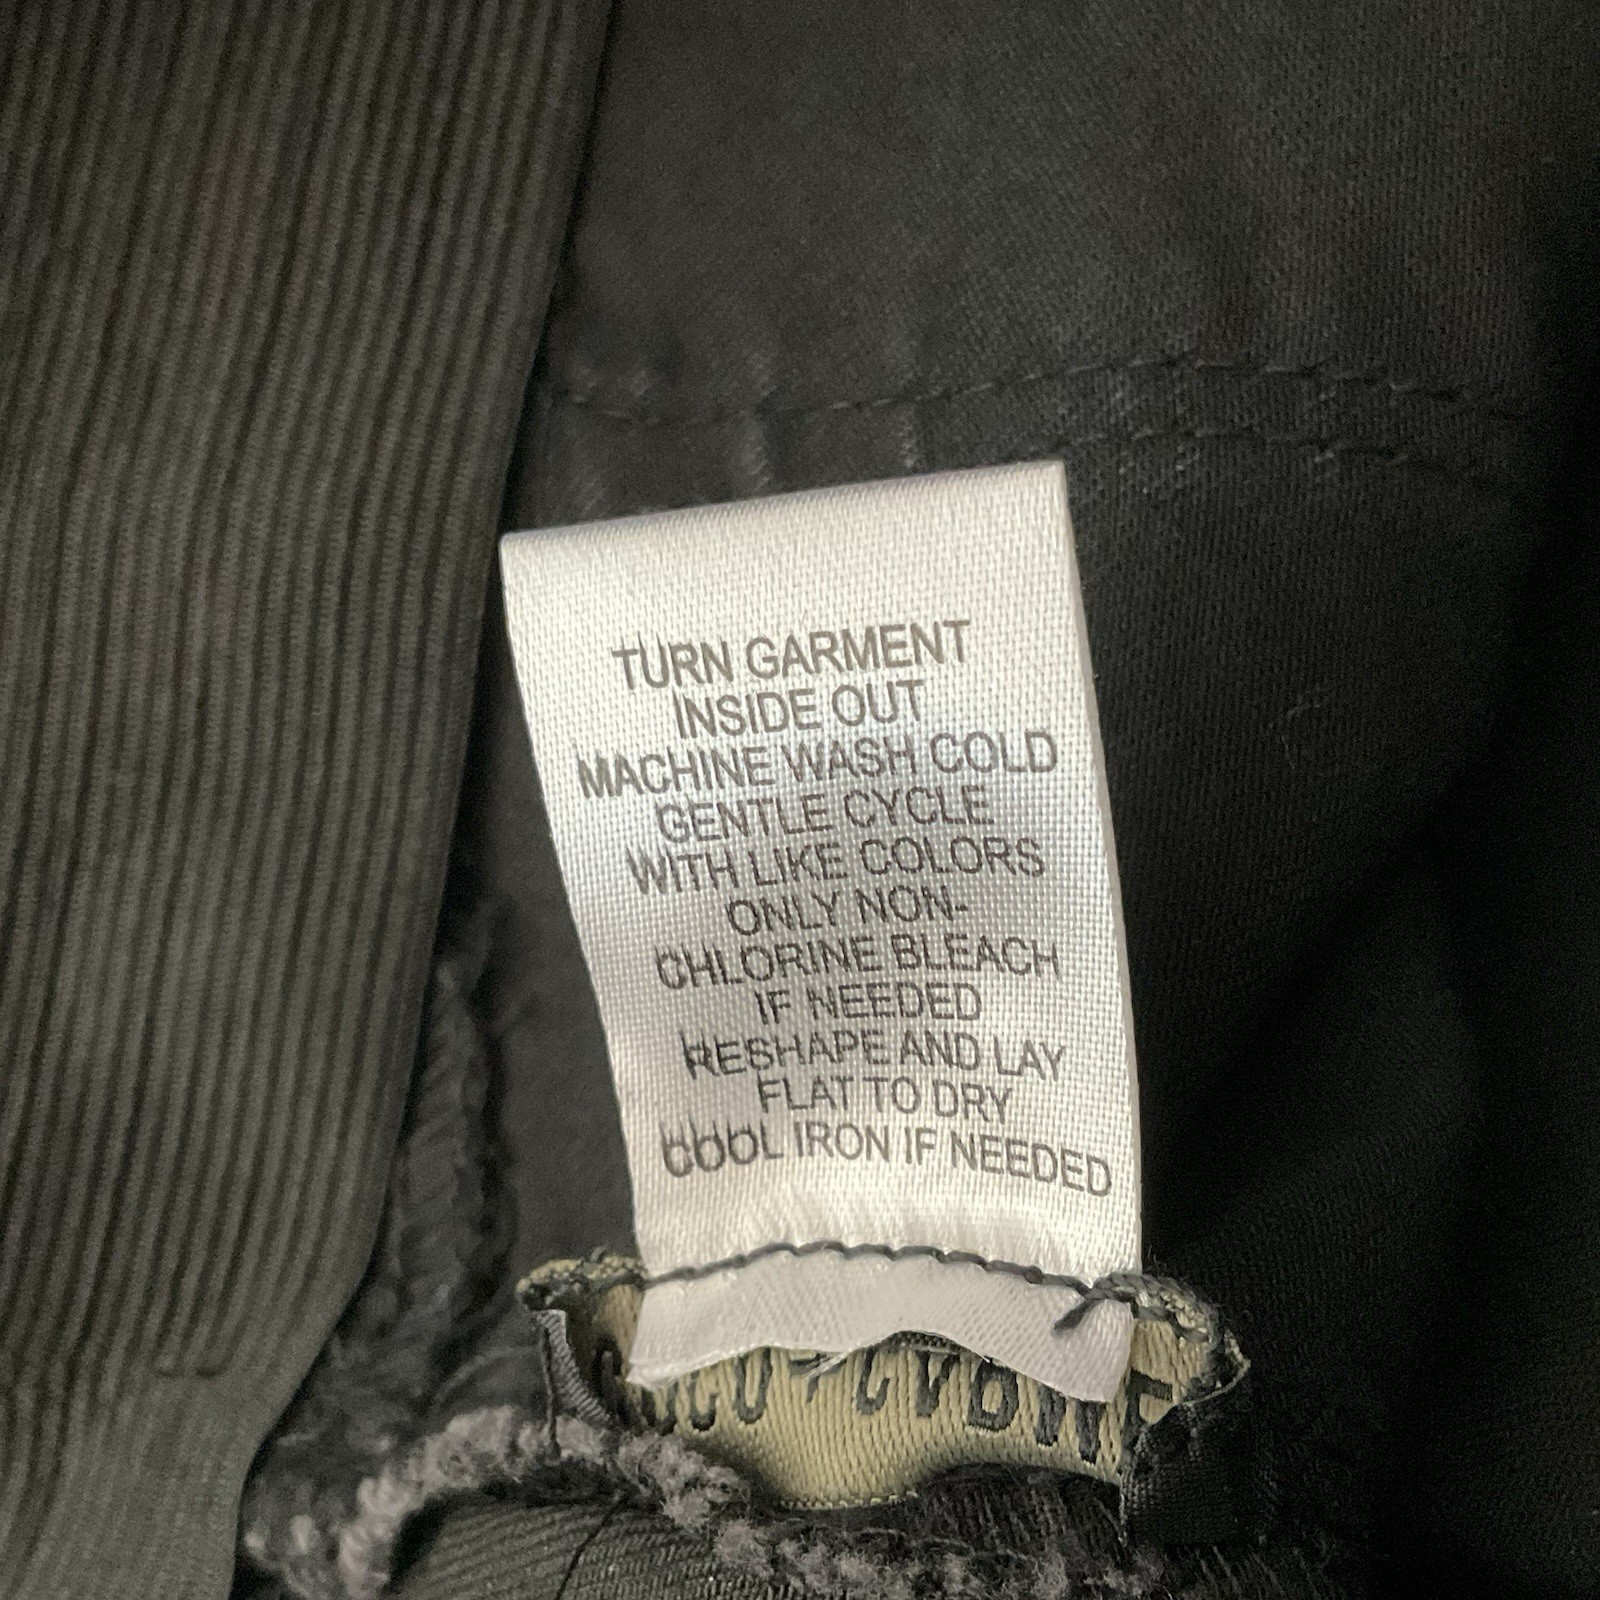 TURN GARMENT
INSIDE OUT
MACHINE WASH COLD
GENTLE CYCLE
WITH LIKE COLORS
ONLY NON-
CHLORINE BLEACH
IF NEEDED
RESHAPE AND LAY
FLAT TO DRY
COOL IRON IF NEEDED